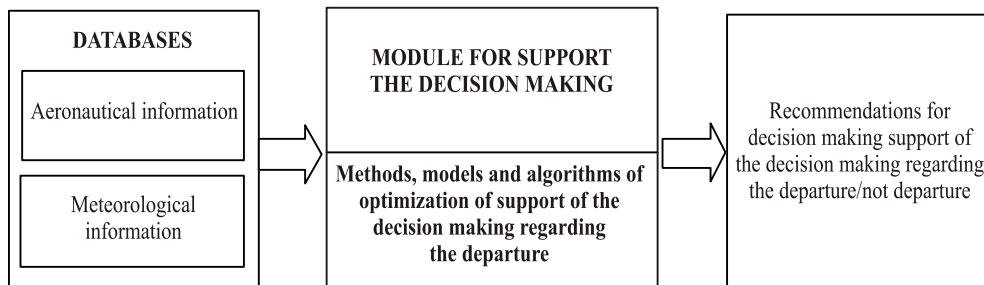 DATABASES
Aeronautical information
Meteorological
information
MODULE FOR SUPPORT
THE DECISION MAKING
Methods, models and algorithms of
optimization of support of the
decision making regarding
the departure
Recommendations for
decision making support of
the decision making regarding
the departure/not departure